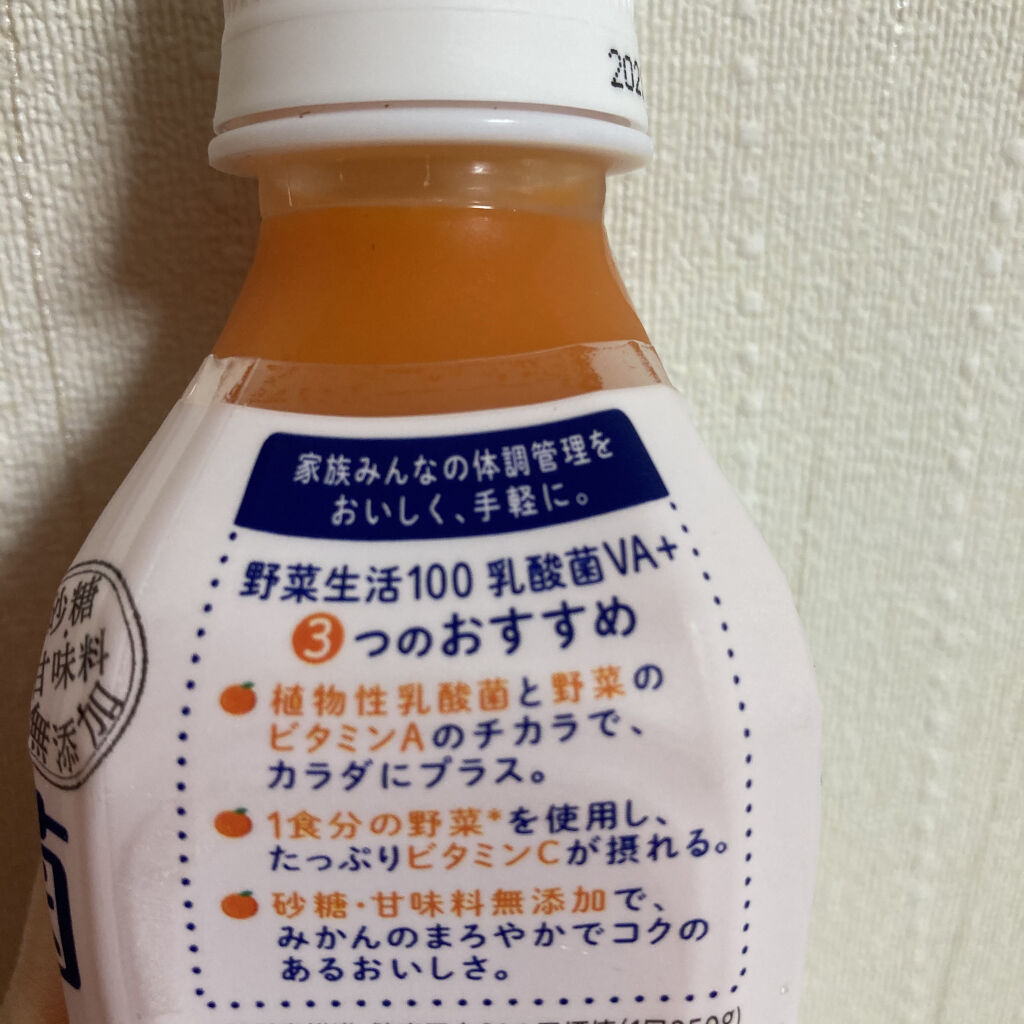 202
家族みんなの体調管理を
おいしく、手軽に。
野菜生活100 乳酸菌VA+
3つのおすすめ
植物性乳酸菌と野菜の
ビタミンAのチカラで、
カラダにプラス。
1食分の野菜*を使用し、
たっぷりビタミンCが摂れる。
砂糖・甘味料無添加で、
みかんのまろやかでコクの
あるおいしさ。
砂糖・
甘味料
無添加